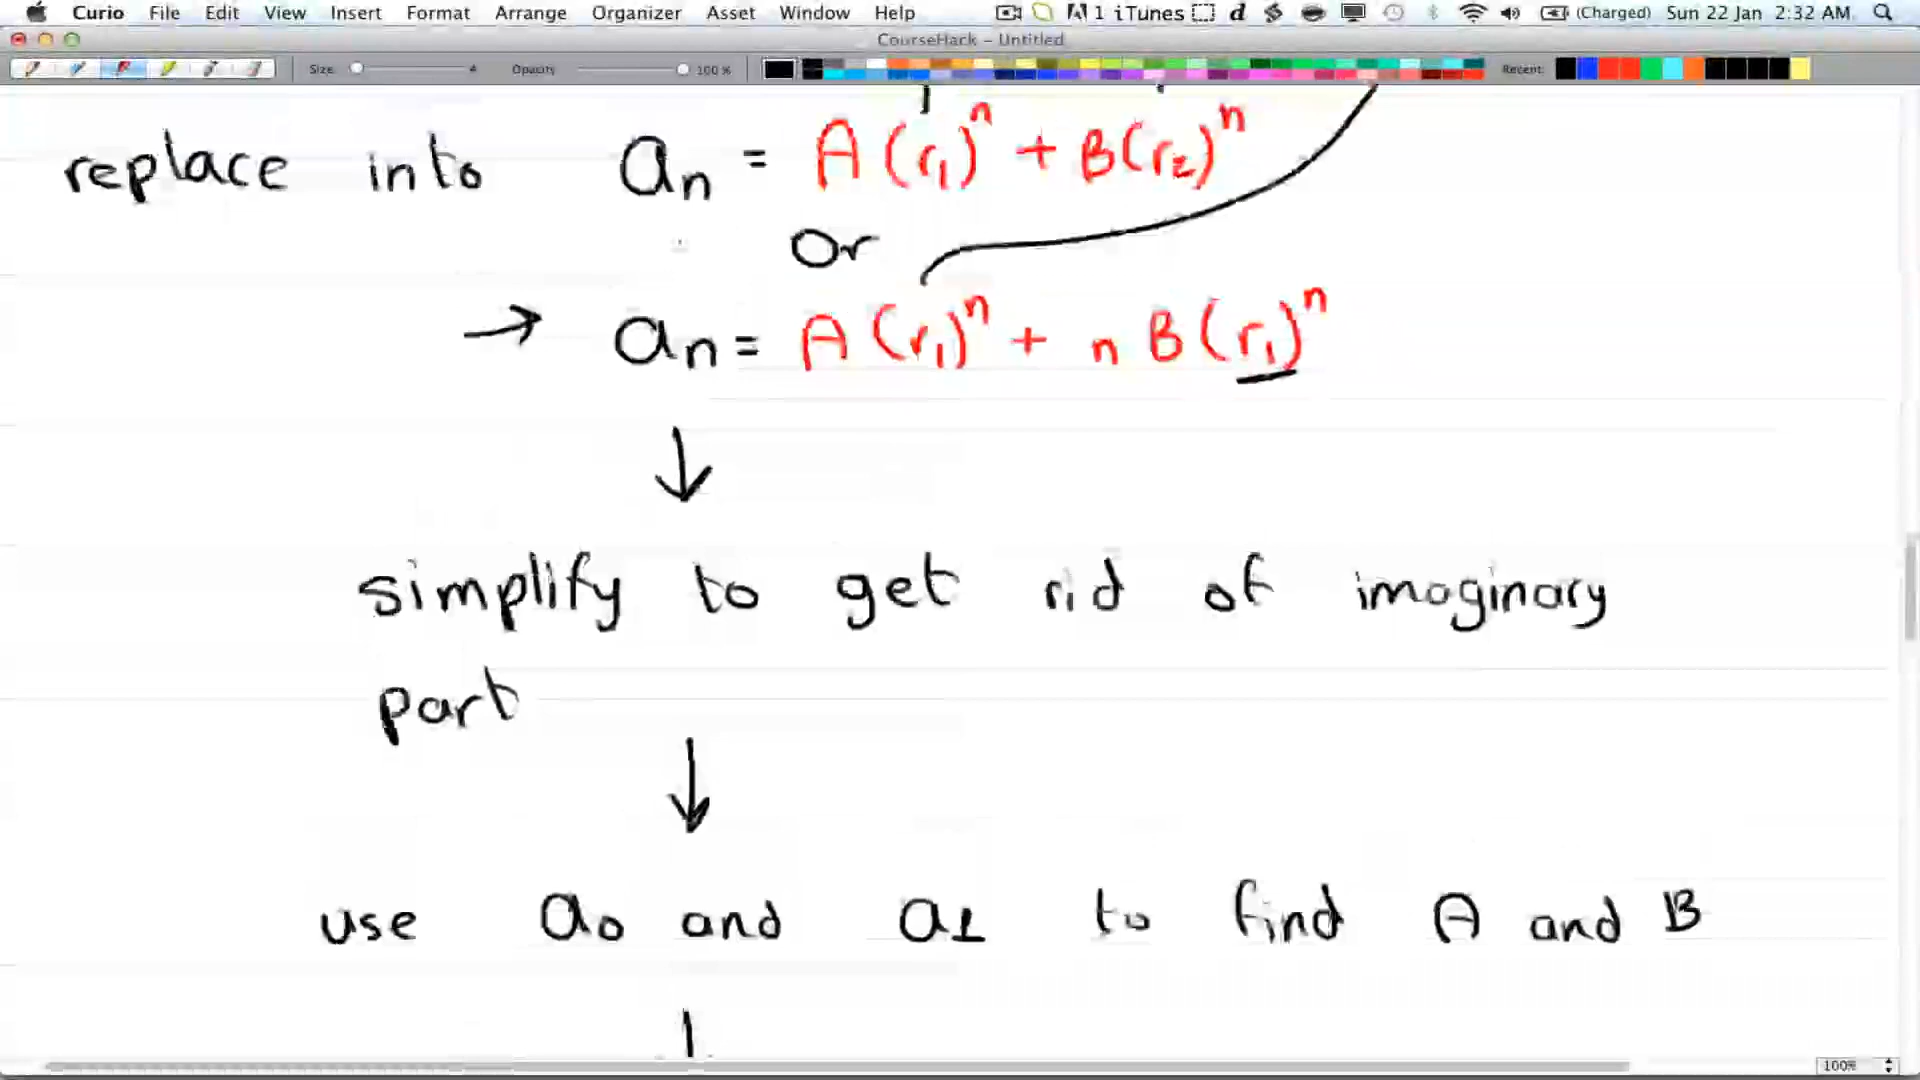 Curio File Edit View Insert Format Arrange Organizer Asset Window Help 1 iTunes (Charged) Sun 22 Jan 2:32 AM
CourseHack – Untitled
Size Opacity 100 % Recent:
replace into an = A(r1)^n + B(r2)^n
Or
→ an = A(r1)^n + n B(r1)^n
↓
simplify to get rid of imaginary
part
↓
use a0 and a1 to find A and B
100%